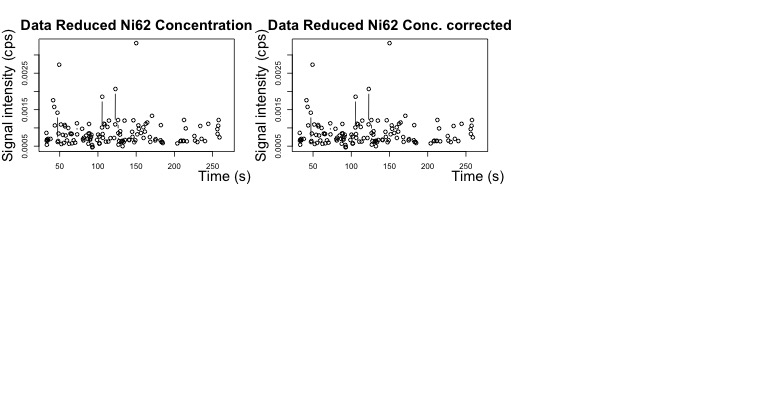 Data Reduced Ni62 Concentration
Signal intensity (cps)
0.0005 0.0015 0.0025
50 100 150 200 250
Time (s)
Data Reduced Ni62 Conc. corrected
Signal intensity (cps)
0.0005 0.0015 0.0025
50 100 150 200 250
Time (s)